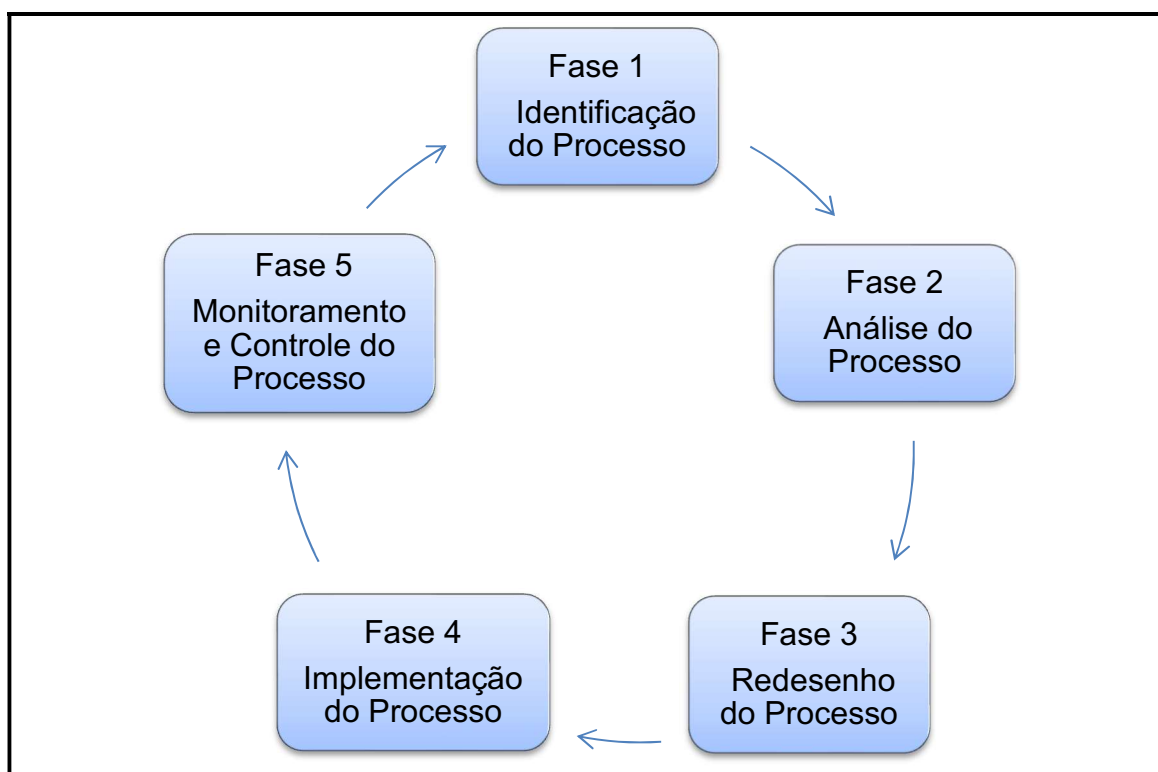 Fase 1
Identificação
do Processo
Fase 2
Análise do
Processo
Fase 3
Redesenho
do Processo
Fase 4
Implementação
do Processo
Fase 5
Monitoramento
e Controle do
Processo